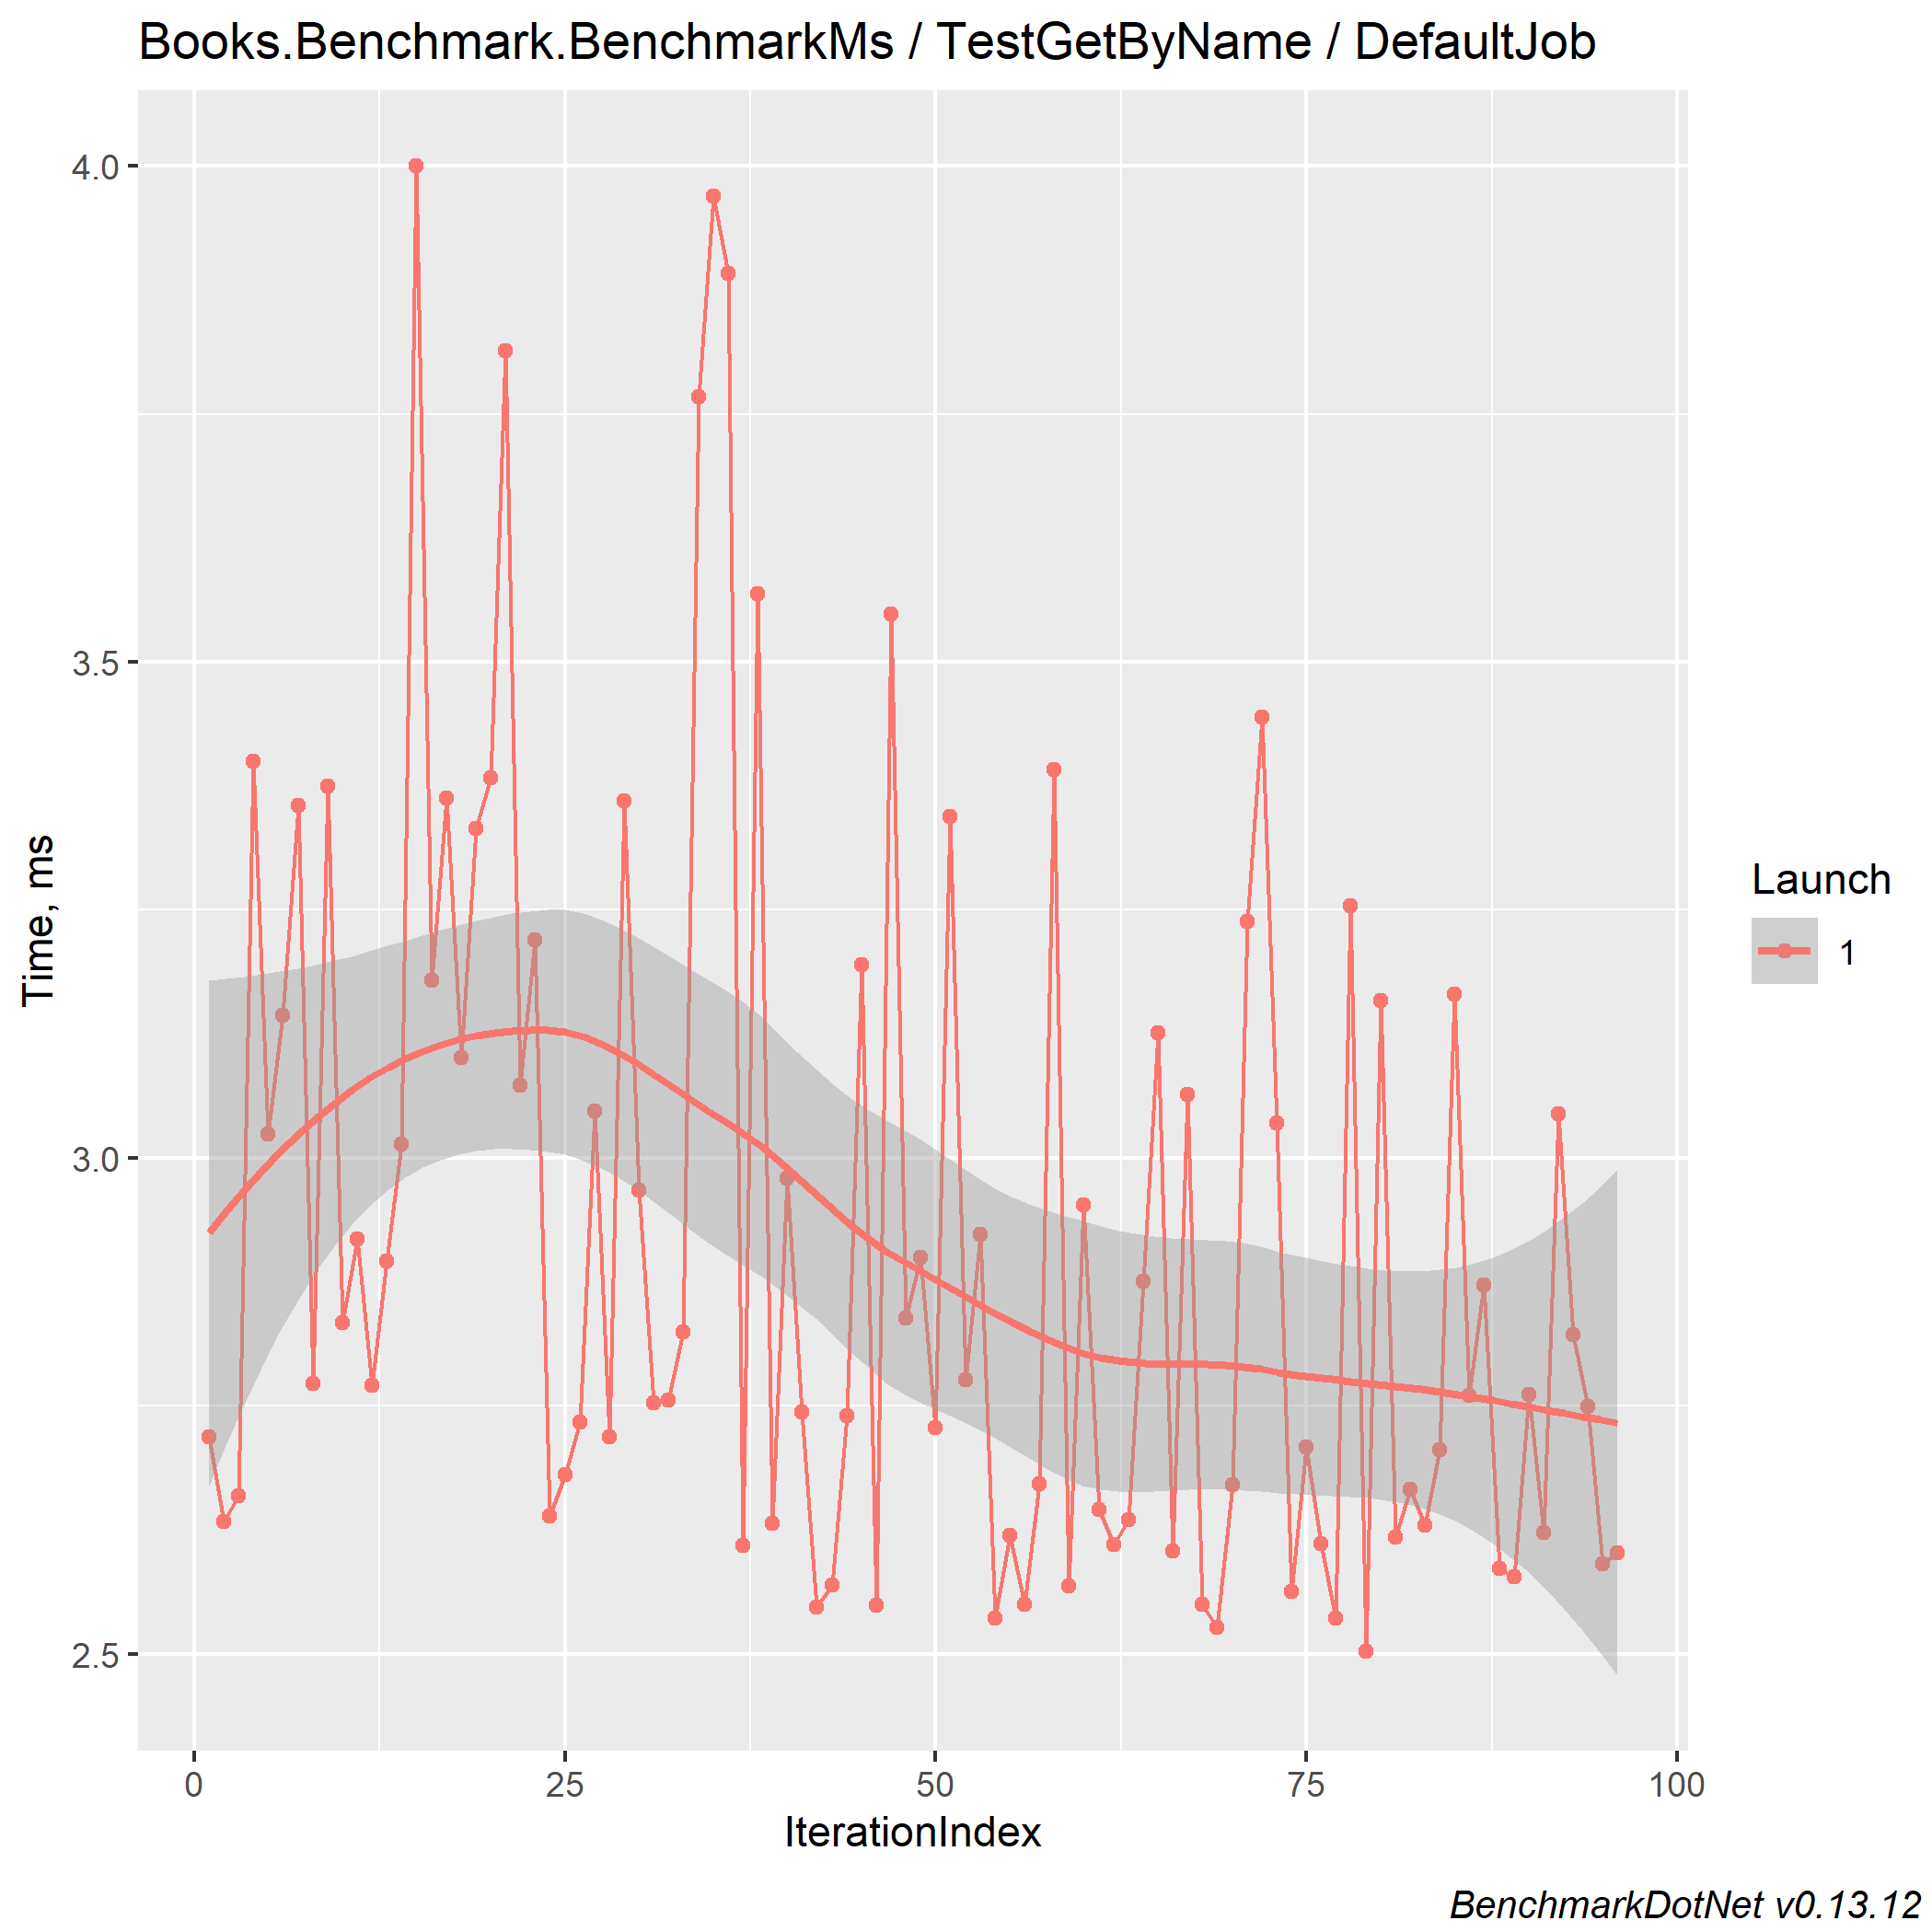 Books.Benchmark.BenchmarkMs / TestGetByName / DefaultJob
4.0
3.5
3.0
2.5
Time, ms
0 25 50 75 100
IterationIndex
Launch
1
BenchmarkDotNet v0.13.12